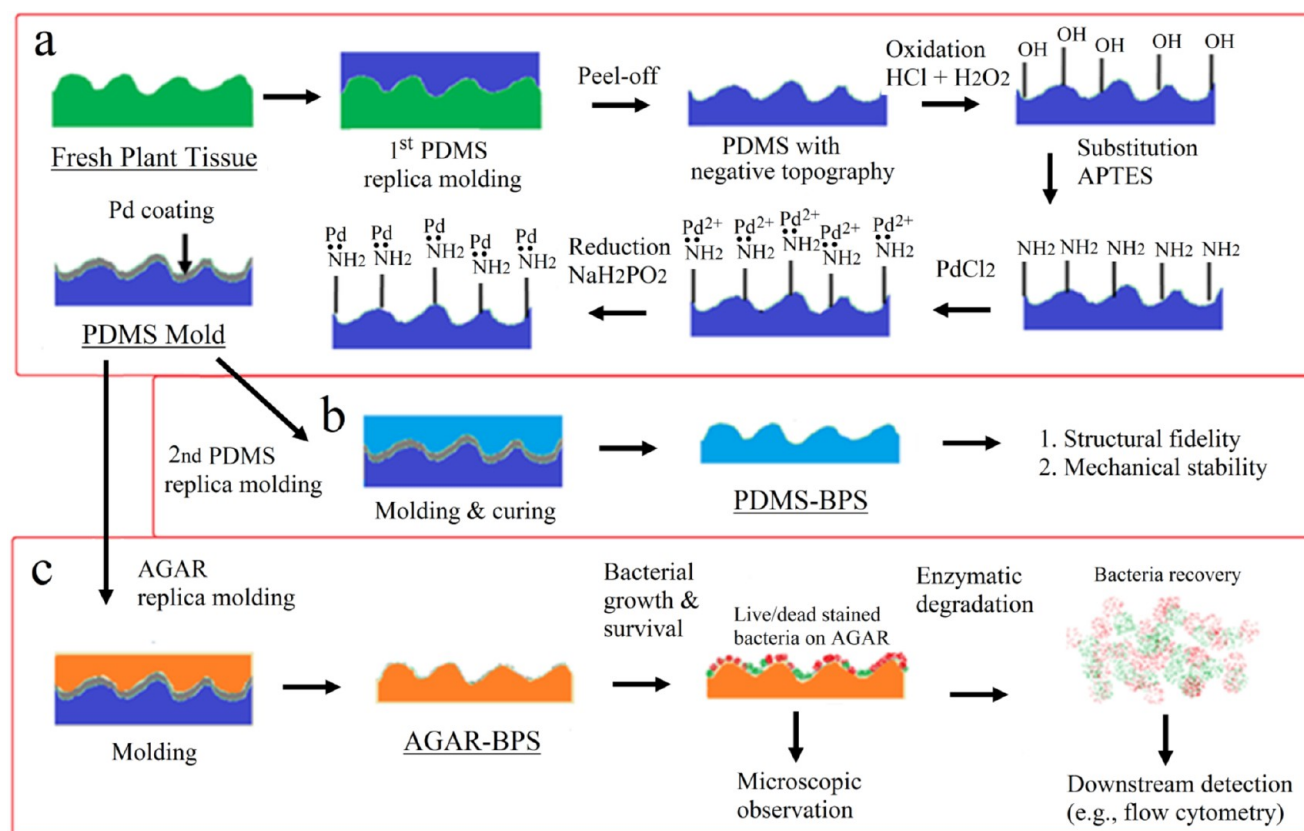 a
Fresh Plant Tissue
1st PDMS
replica molding
Peel-off
PDMS with
negative topography
Oxidation
HCl + H2O2
OH OH OH OH OH
Substitution
APTES
NH2 NH2 NH2 NH2 NH2
PdCl2
Pd2+ Pd2+ Pd2+ Pd2+ Pd2+
NH2 NH2 NH2 NH2 NH2
Reduction
NaH2PO2
Pd Pd Pd Pd Pd
NH2 NH2 NH2 NH2 NH2
Pd coating
PDMS Mold
b
2nd PDMS
replica molding
Molding & curing
PDMS-BPS
1. Structural fidelity
2. Mechanical stability
c
AGAR
replica molding
Molding
AGAR-BPS
Bacterial
growth &
survival
Live/dead stained
bacteria on AGAR
Microscopic
observation
Enzymatic
degradation
Bacteria recovery
Downstream detection
(e.g., flow cytometry)